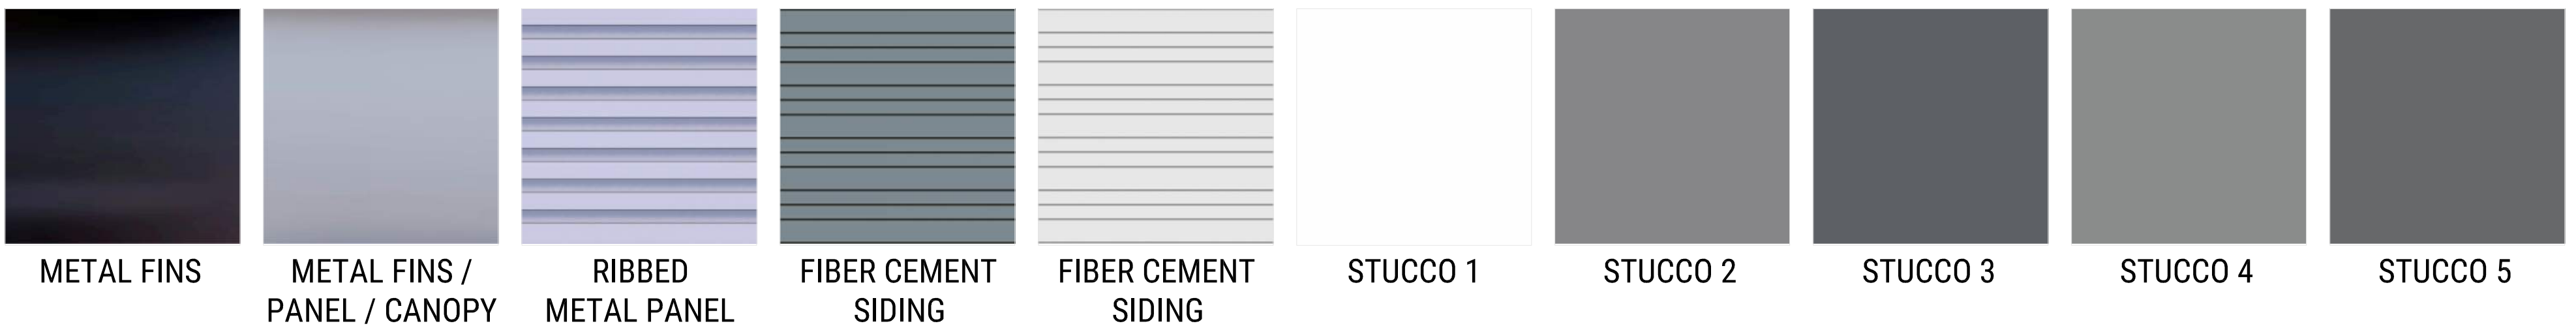 METAL FINS
METAL FINS /
PANEL / CANOPY
RIBBED
METAL PANEL
FIBER CEMENT
SIDING
FIBER CEMENT
SIDING
STUCCO 1
STUCCO 2
STUCCO 3
STUCCO 4
STUCCO 5